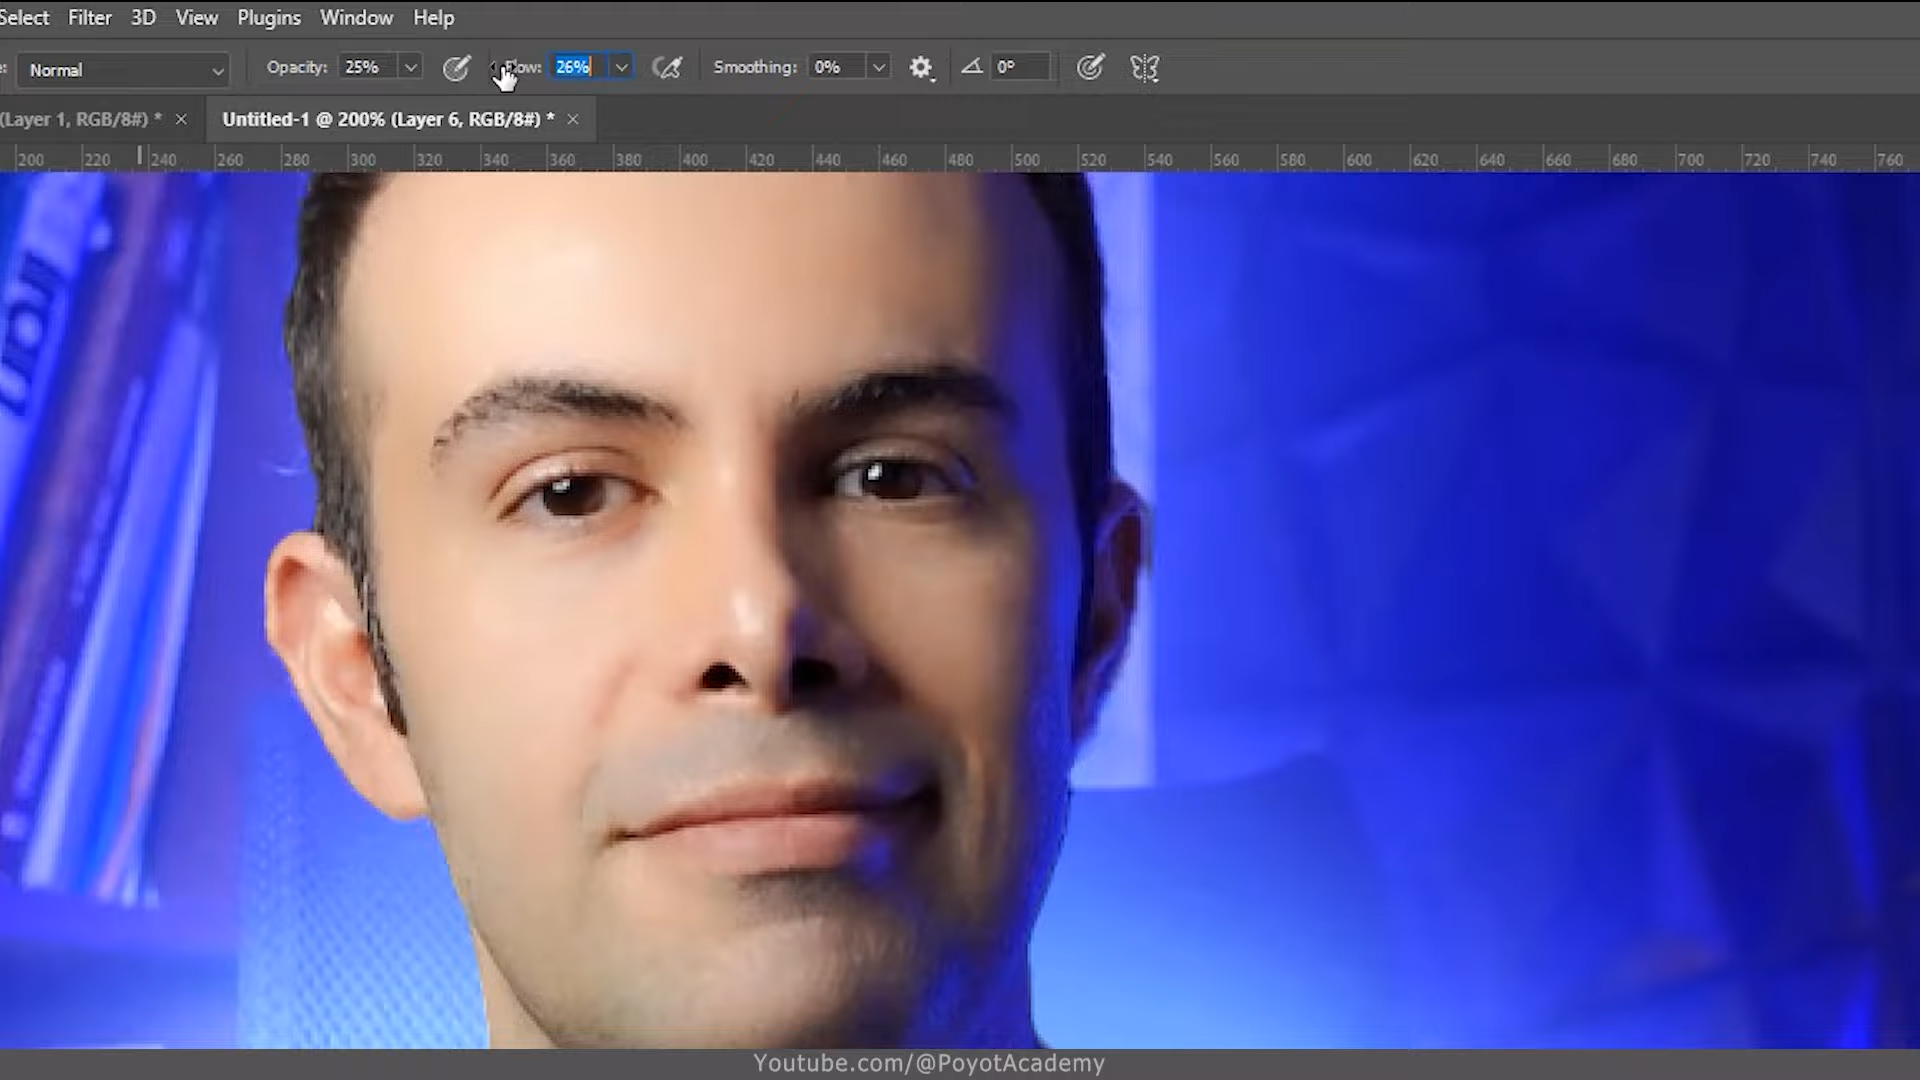 Select Filter 3D View Plugins Window Help
: Normal Opacity: 25% Flow: 26% Smoothing: 0% 0°
(Layer 1, RGB/8#) * × Untitled-1 @ 200% (Layer 6, RGB/8#) * ×
200 220 240 260 280 300 320 340 360 380 400 420 440 460 480 500 520 540 560 580 600 620 640 660 680 700 720 740 760
Youtube.com/@PoyotAcademy